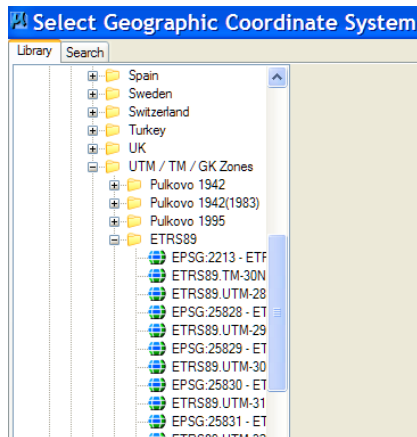 Select Geographic Coordinate System
Library Search
Spain
Sweden
Switzerland
Turkey
UK
UTM / TM / GK Zones
Pulkovo 1942
Pulkovo 1942(1983)
Pulkovo 1995
ETRS89
EPSG:2213 - ETF
ETRS89.TM-30N
ETRS89.UTM-28
EPSG:25828 - ET
ETRS89.UTM-29
EPSG:25829 - ET
ETRS89.UTM-30
EPSG:25830 - ET
ETRS89.UTM-31
EPSG:25831 - ET